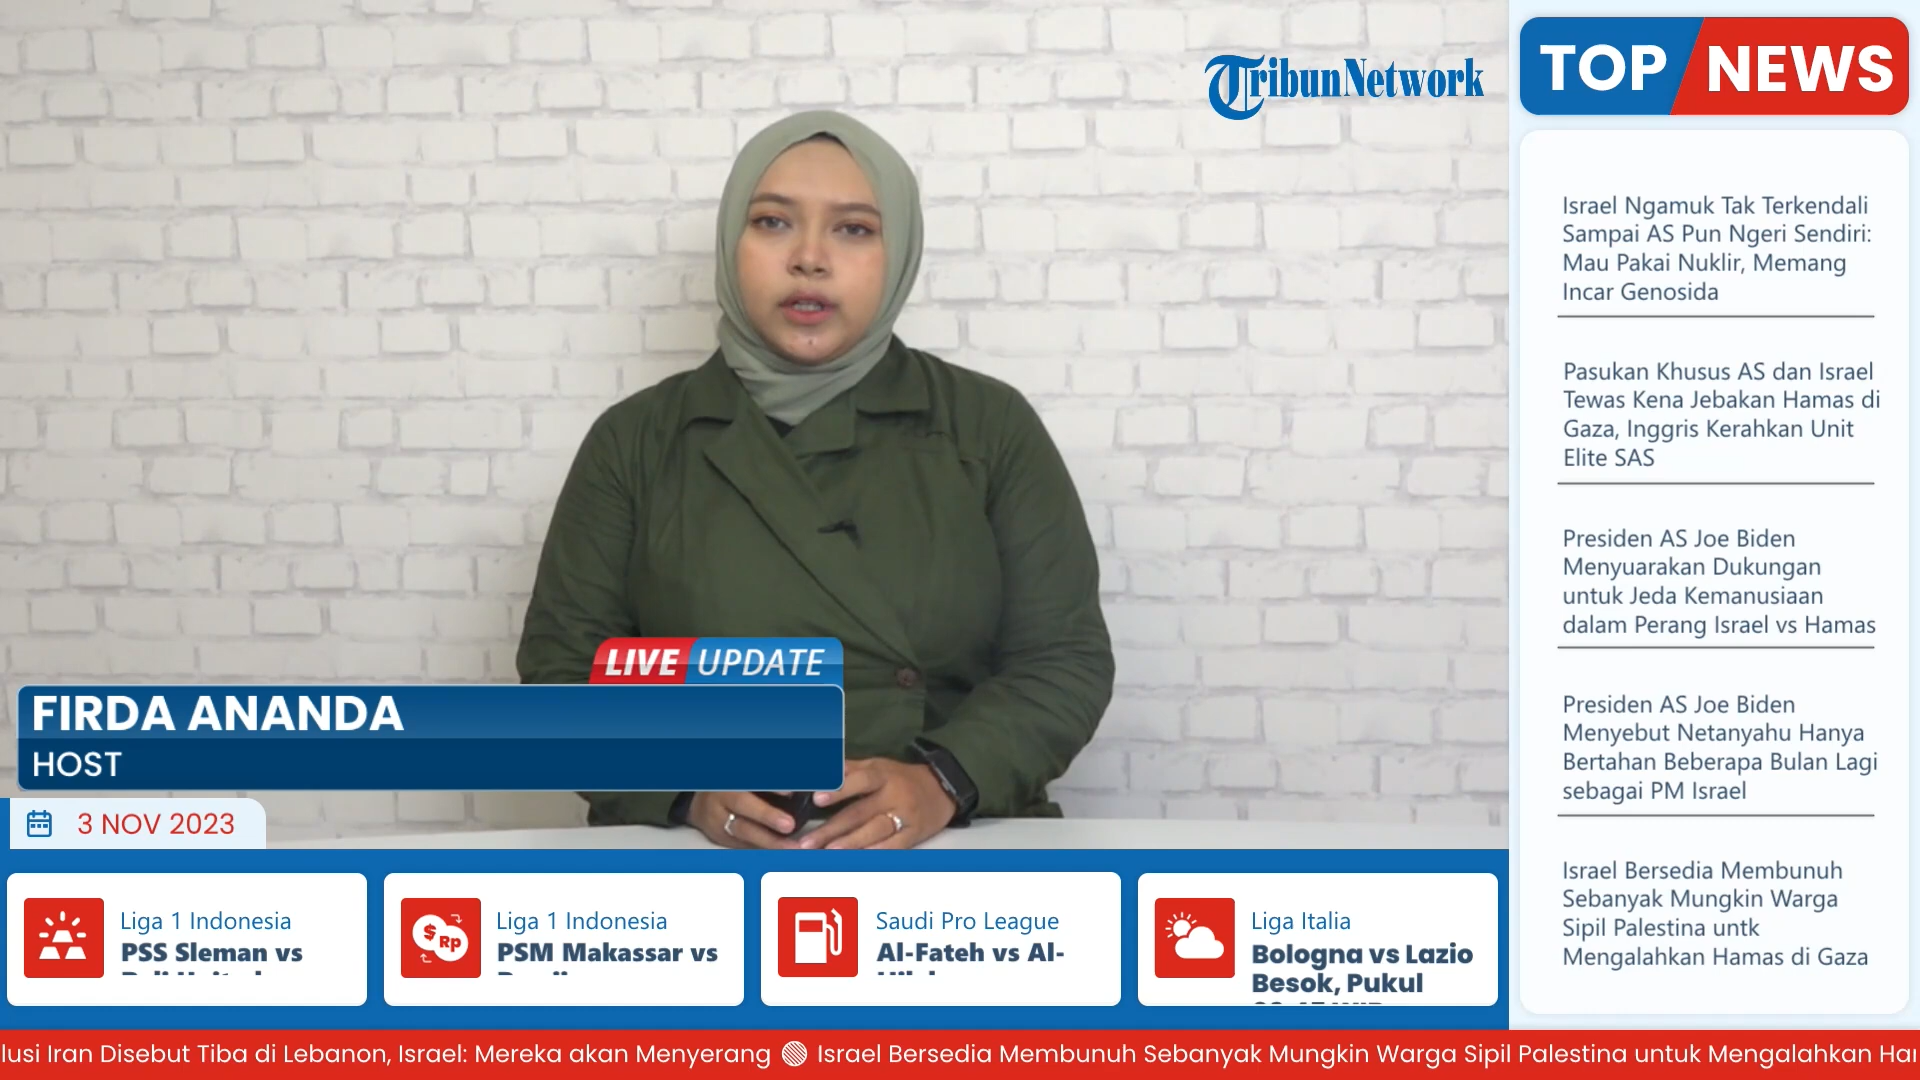 TribunNetwork
TOP NEWS
Israel Ngamuk Tak Terkendali
Sampai AS Pun Ngeri Sendiri:
Mau Pakai Nuklir, Memang
Incar Genosida
Pasukan Khusus AS dan Israel
Tewas Kena Jebakan Hamas di
Gaza, Inggris Kerahkan Unit
Elite SAS
Presiden AS Joe Biden
Menyuarakan Dukungan
untuk Jeda Kemanusiaan
dalam Perang Israel vs Hamas
Presiden AS Joe Biden
Menyebut Netanyahu Hanya
Bertahan Beberapa Bulan Lagi
sebagai PM Israel
Israel Bersedia Membunuh
Sebanyak Mungkin Warga
Sipil Palestina untk
Mengalahkan Hamas di Gaza
LIVE UPDATE
FIRDA ANANDA
HOST
3 NOV 2023
Liga 1 Indonesia
PSS Sleman vs
$ Rp
Liga 1 Indonesia
PSM Makassar vs
Saudi Pro League
Al-Fateh vs Al-
Liga Italia
Bologna vs Lazio
Besok, Pukul
lusi Iran Disebut Tiba di Lebanon, Israel: Mereka akan Menyerang Israel Bersedia Membunuh Sebanyak Mungkin Warga Sipil Palestina untuk Mengalahkan